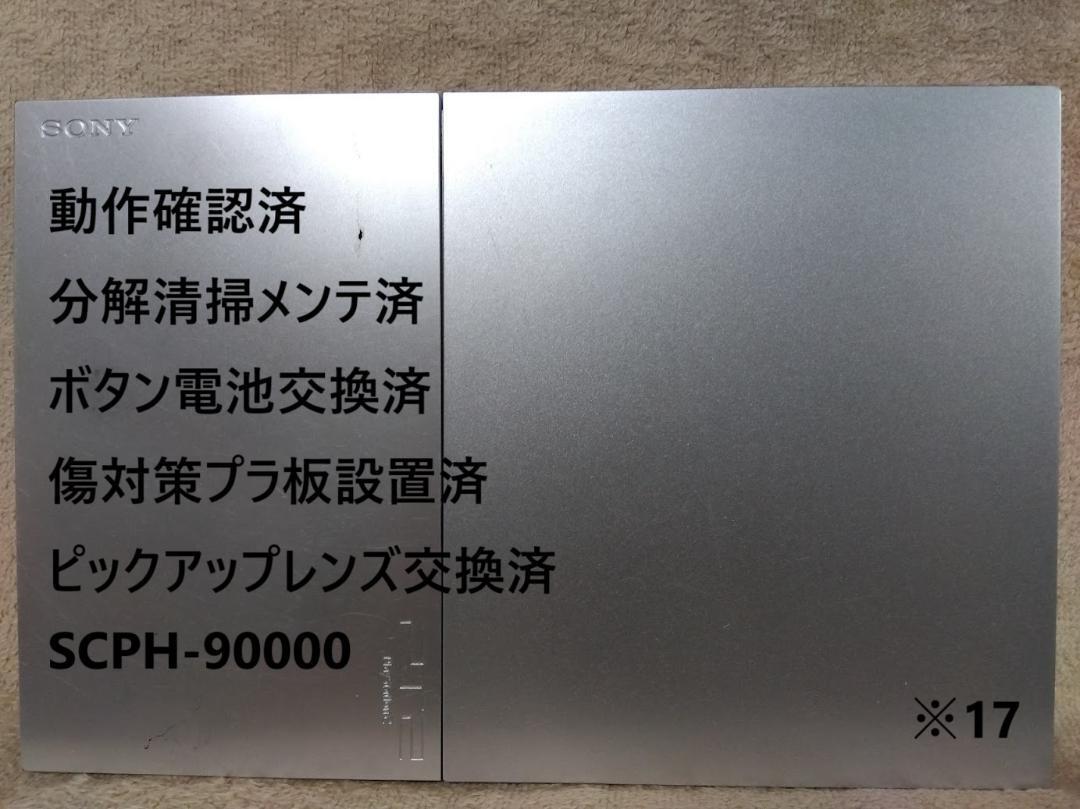 SONY
動作確認済
分解清掃メンテ済
ボタン電池交換済
傷対策プラ板設置済
ピックアップレンズ交換済
SCPH-90000
PlayStation 2
※17